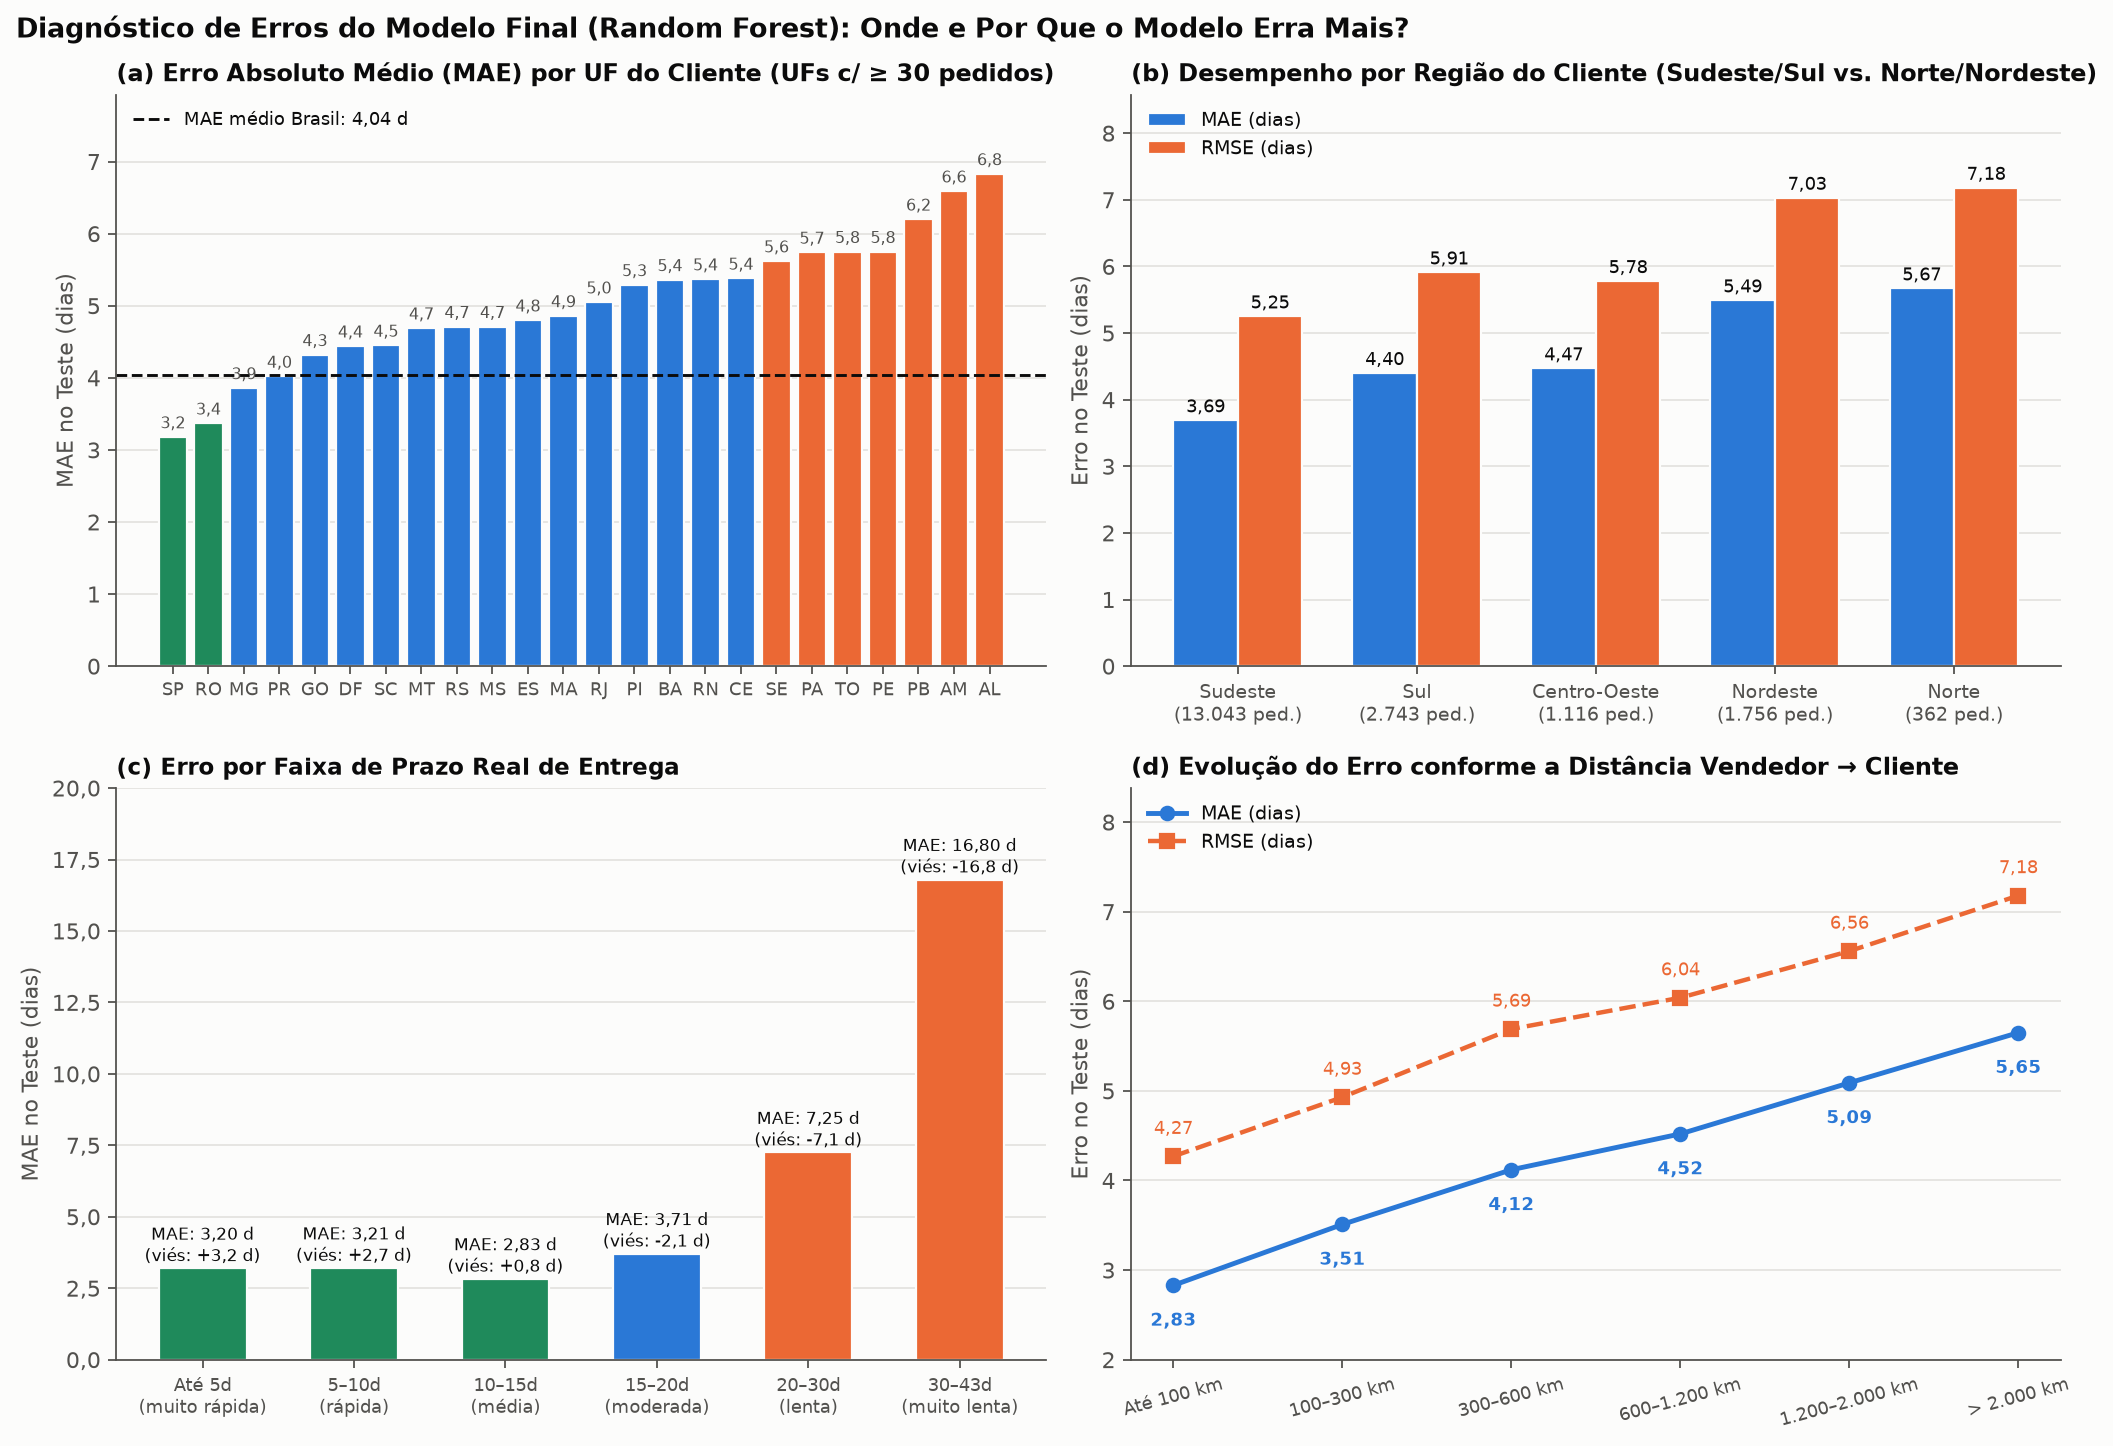 Diagnóstico de Erros do Modelo Final (Random Forest): Onde e Por Que o Modelo Erra Mais?
(a) Erro Absoluto Médio (MAE) por UF do Cliente (UFs c/ ≥ 30 pedidos)
MAE médio Brasil: 4,04 d
MAE no Teste (dias)
7
6
5
4
3
2
1
0
3,2
3,4
3,9
4,0
4,3
4,4
4,5
4,7
4,7
4,7
4,8
4,9
5,0
5,3
5,4
5,4
5,4
5,6
5,7
5,8
5,8
6,2
6,6
6,8
SP RO MG PR GO DF SC MT RS MS ES MA RJ PI BA RN CE SE PA TO PE PB AM AL
(b) Desempenho por Região do Cliente (Sudeste/Sul vs. Norte/Nordeste)
MAE (dias)
RMSE (dias)
Erro no Teste (dias)
8
7
6
5
4
3
2
1
0
3,69
5,25
4,40
5,91
4,47
5,78
5,49
7,03
5,67
7,18
Sudeste
(13.043 ped.)
Sul
(2.743 ped.)
Centro-Oeste
(1.116 ped.)
Nordeste
(1.756 ped.)
Norte
(362 ped.)
(c) Erro por Faixa de Prazo Real de Entrega
MAE no Teste (dias)
20,0
17,5
15,0
12,5
10,0
7,5
5,0
2,5
0,0
MAE: 3,20 d
(viés: +3,2 d)
MAE: 3,21 d
(viés: +2,7 d)
MAE: 2,83 d
(viés: +0,8 d)
MAE: 3,71 d
(viés: -2,1 d)
MAE: 7,25 d
(viés: -7,1 d)
MAE: 16,80 d
(viés: -16,8 d)
Até 5d
(muito rápida)
5–10d
(rápida)
10–15d
(média)
15–20d
(moderada)
20–30d
(lenta)
30–43d
(muito lenta)
(d) Evolução do Erro conforme a Distância Vendedor → Cliente
MAE (dias)
RMSE (dias)
Erro no Teste (dias)
8
7
6
5
4
3
2
4,27
4,93
5,69
6,04
6,56
7,18
2,83
3,51
4,12
4,52
5,09
5,65
Até 100 km
100–300 km
300–600 km
600–1.200 km
1.200–2.000 km
> 2.000 km